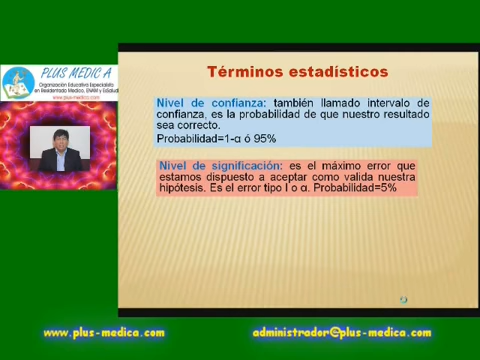 PLUS MEDIC A
Organización Educativa Especialista
en Residentado Medico, ENAM y EsSalud
www.plus-medica.com
Términos estadísticos
Nivel de confianza: también llamado intervalo de
confianza, es la probabilidad de que nuestro resultado
sea correcto.
Probabilidad=1-α ó 95%
Nivel de significación: es el máximo error que
estamos dispuesto a aceptar como valida nuestra
hipótesis. Es el error tipo I o α. Probabilidad=5%
www.plus-medica.com
administrador@plus-medica.com